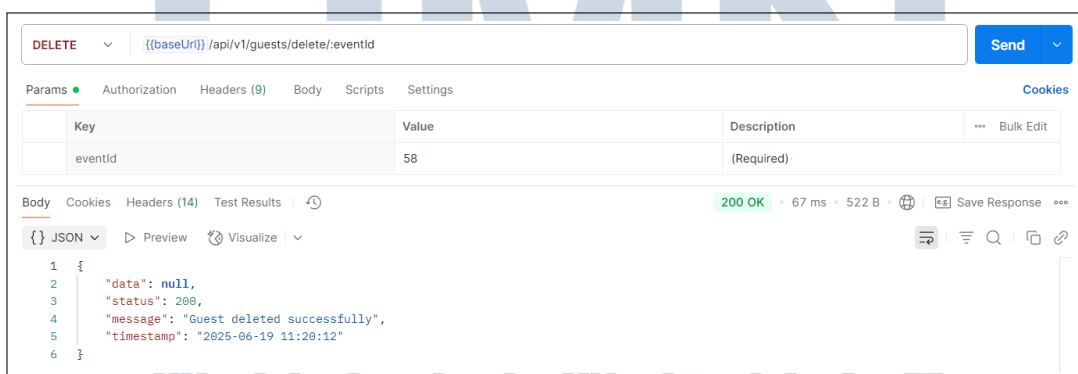 DELETE {{baseUrl}} /api/v1/guests/delete/:eventId Send
Params Authorization Headers (9) Body Scripts Settings Cookies
Key Value Description Bulk Edit
eventId 58 (Required)
Body Cookies Headers (14) Test Results 200 OK 67 ms 522 B e.g. Save Response
{} JSON Preview Visualize
1 {
2 "data": null,
3 "status": 200,
4 "message": "Guest deleted successfully",
5 "timestamp": "2025-06-19 11:20:12"
6 }